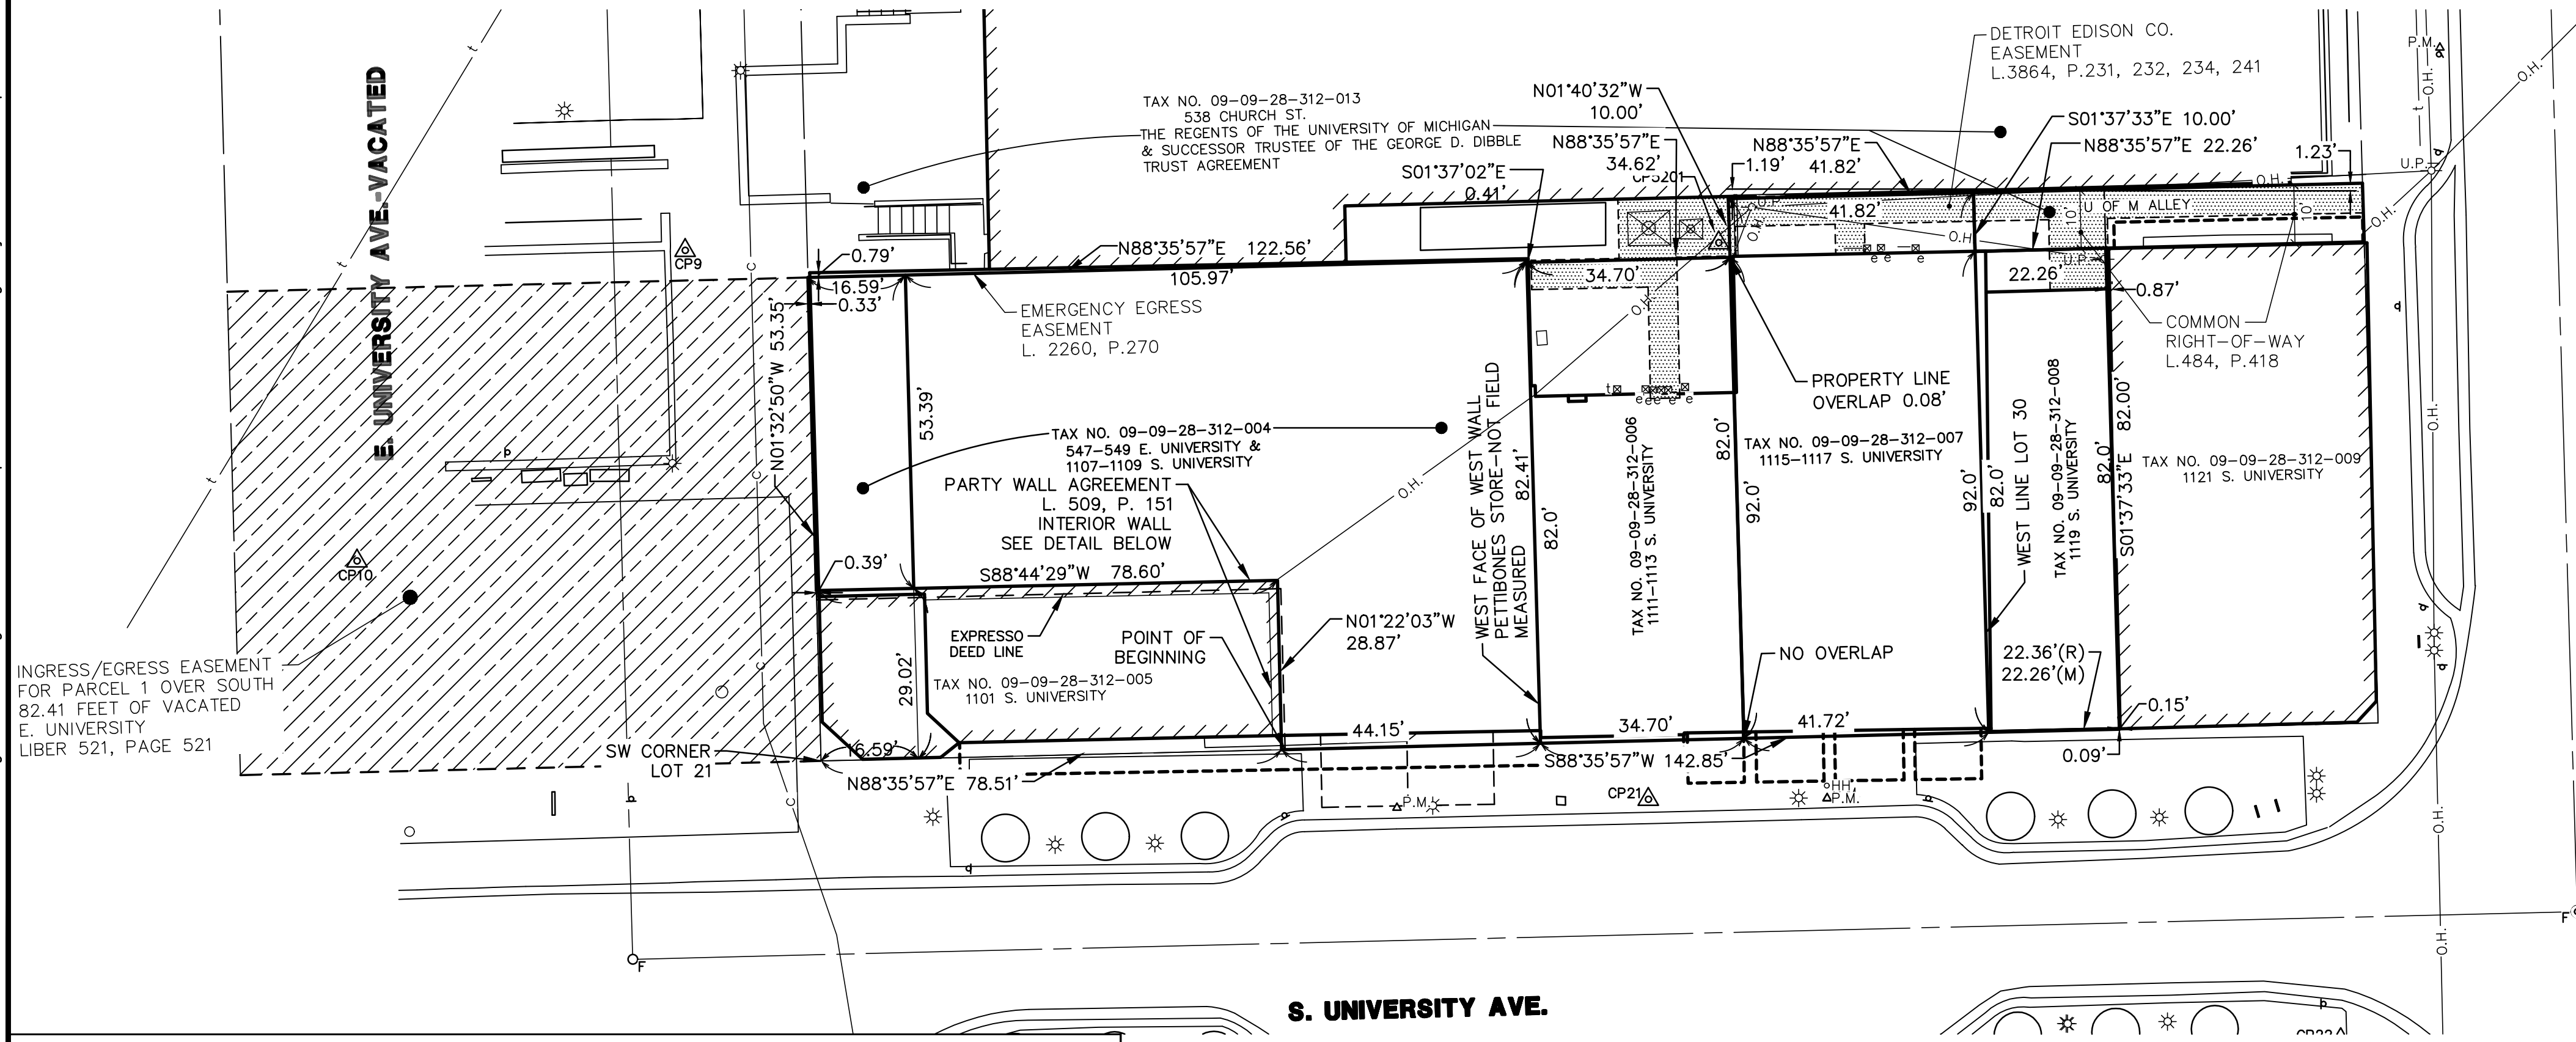 E. UNIVERSITY AVE.-VACATED
DETROIT EDISON CO.
EASEMENT
L.3864, P.231, 232, 234, 241
P.M.
TAX NO. 09-09-28-312-013
538 CHURCH ST.
THE REGENTS OF THE UNIVERSITY OF MICHIGAN
& SUCCESSOR TRUSTEE OF THE GEORGE D. DIBBLE
TRUST AGREEMENT
N01°40'32"W
10.00'
N88°35'57"E
34.62'
CP5201
S01°37'02"E
0.41'
1.19'
N88°35'57"E
41.82'
S01°37'33"E 10.00'
N88°35'57"E 22.26'
1.23'
U.P.
O.H.
O.H.
O.H.
O.H.
O.H.
U.P.
41.82'
U OF M ALLEY
10'
10'
O.H.
O.H
U.P.
CP9
0.79'
N88°35'57"E 122.56'
105.97'
16.59'
0.33'
34.70'
22.26'
0.87'
EMERGENCY EGRESS
EASEMENT
L. 2260, P.270
O.H.
COMMON
RIGHT-OF-WAY
L.484, P.418
N01°32'50"W 53.35'
53.39'
PROPERTY LINE
OVERLAP 0.08'
t
e
e
e
e
e
e
e e
e
TAX NO. 09-09-28-312-004
547-549 E. UNIVERSITY &
1107-1109 S. UNIVERSITY
PARTY WALL AGREEMENT
L. 509, P. 151
INTERIOR WALL
SEE DETAIL BELOW
WEST FACE OF WEST WALL
PETTIBONES STORE-NOT FIELD
MEASURED
82.41'
82.0'
TAX NO. 09-09-28-312-006
1111-1113 S. UNIVERSITY
82.0'
92.0'
TAX NO. 09-09-28-312-007
1115-1117 S. UNIVERSITY
92.0'
82.0'
WEST LINE LOT 30
TAX NO. 09-09-28-312-008
1119 S. UNIVERSITY
82.0'
S01°37'33"E 82.00'
TAX NO. 09-09-28-312-009
1121 S. UNIVERSITY
O.H.
O.H.
CP10
0.39'
S88°44'29"W 78.60'
EXPRESSO
DEED LINE
POINT OF
BEGINNING
N01°22'03"W
28.87'
NO OVERLAP
22.36'(R)
22.26'(M)
INGRESS/EGRESS EASEMENT
FOR PARCEL 1 OVER SOUTH
82.41 FEET OF VACATED
E. UNIVERSITY
LIBER 521, PAGE 521
29.02'
TAX NO. 09-09-28-312-005
1101 S. UNIVERSITY
0.15'
SW CORNER
LOT 21
16.59'
44.15'
34.70'
41.72'
N88°35'57"E 78.51'
S88°35'57"W 142.85'
0.09'
P.M.
CP21
HH
P.M.
O.H.
t
t
t
t
c
c
c
c
F
F
O.H.
S. UNIVERSITY AVE.